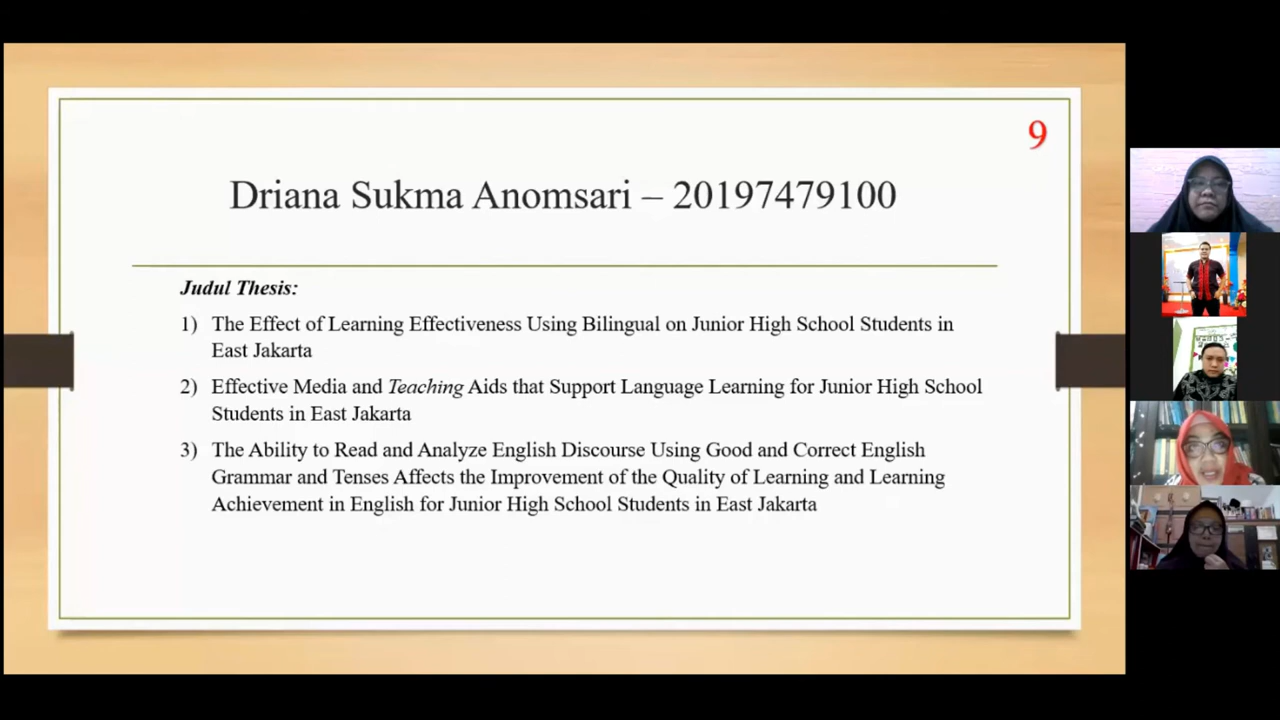 9
Driana Sukma Anomsari – 20197479100
Judul Thesis:
1) The Effect of Learning Effectiveness Using Bilingual on Junior High School Students in
East Jakarta
2) Effective Media and Teaching Aids that Support Language Learning for Junior High School
Students in East Jakarta
3) The Ability to Read and Analyze English Discourse Using Good and Correct English
Grammar and Tenses Affects the Improvement of the Quality of Learning and Learning
Achievement in English for Junior High School Students in East Jakarta